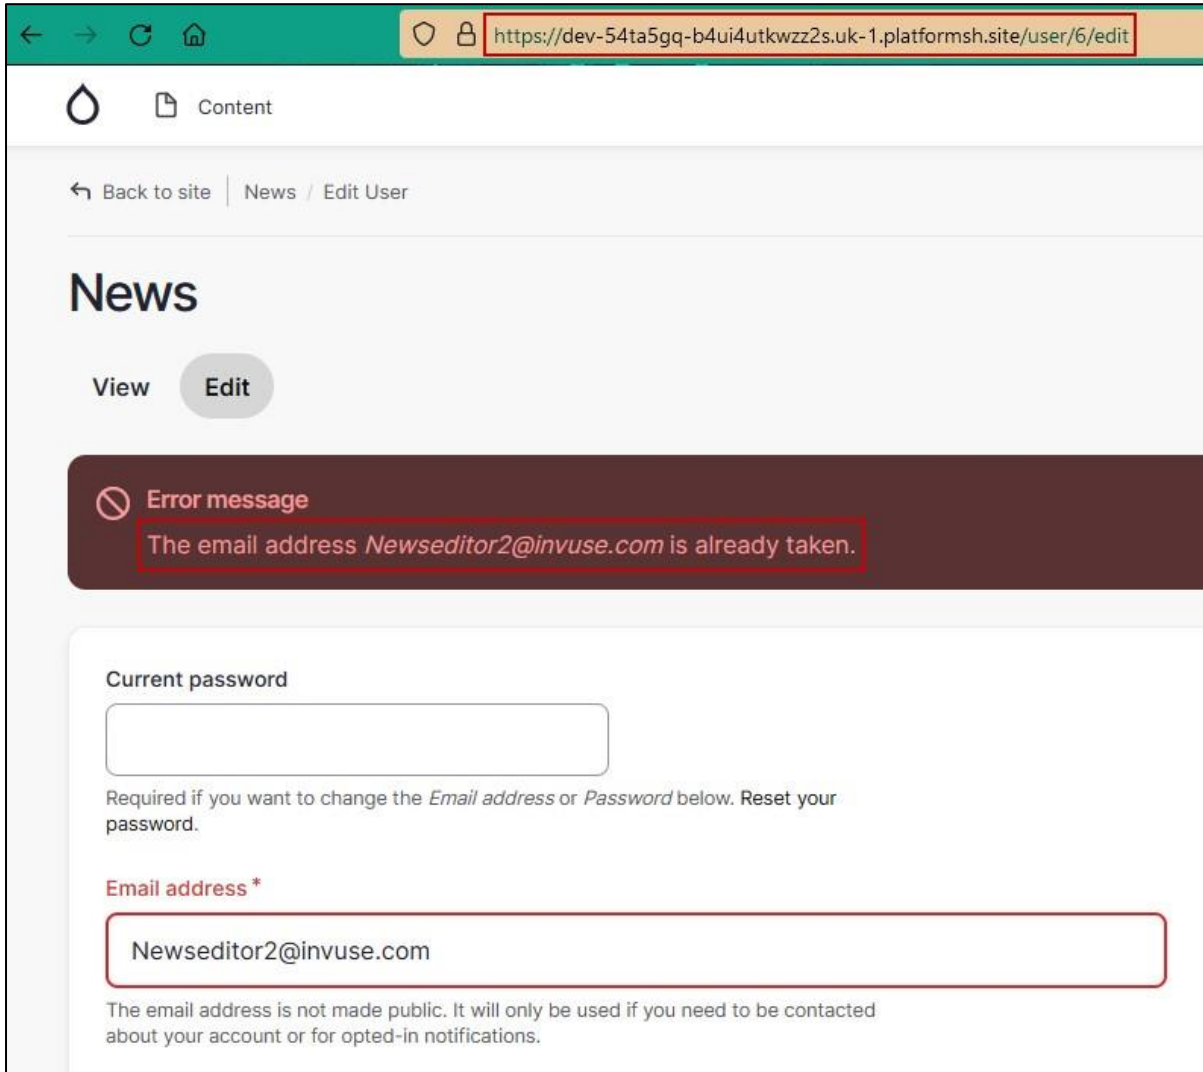 https://dev-54ta5gq-b4ui4utkwzz2s.uk-1.platformsh.site/user/6/edit
Content
Back to site News / Edit User
News
View Edit
Error message
The email address Newseditor2@invuse.com is already taken.
Current password
Required if you want to change the Email address or Password below. Reset your
password.
Email address *
Newseditor2@invuse.com
The email address is not made public. It will only be used if you need to be contacted
about your account or for opted-in notifications.